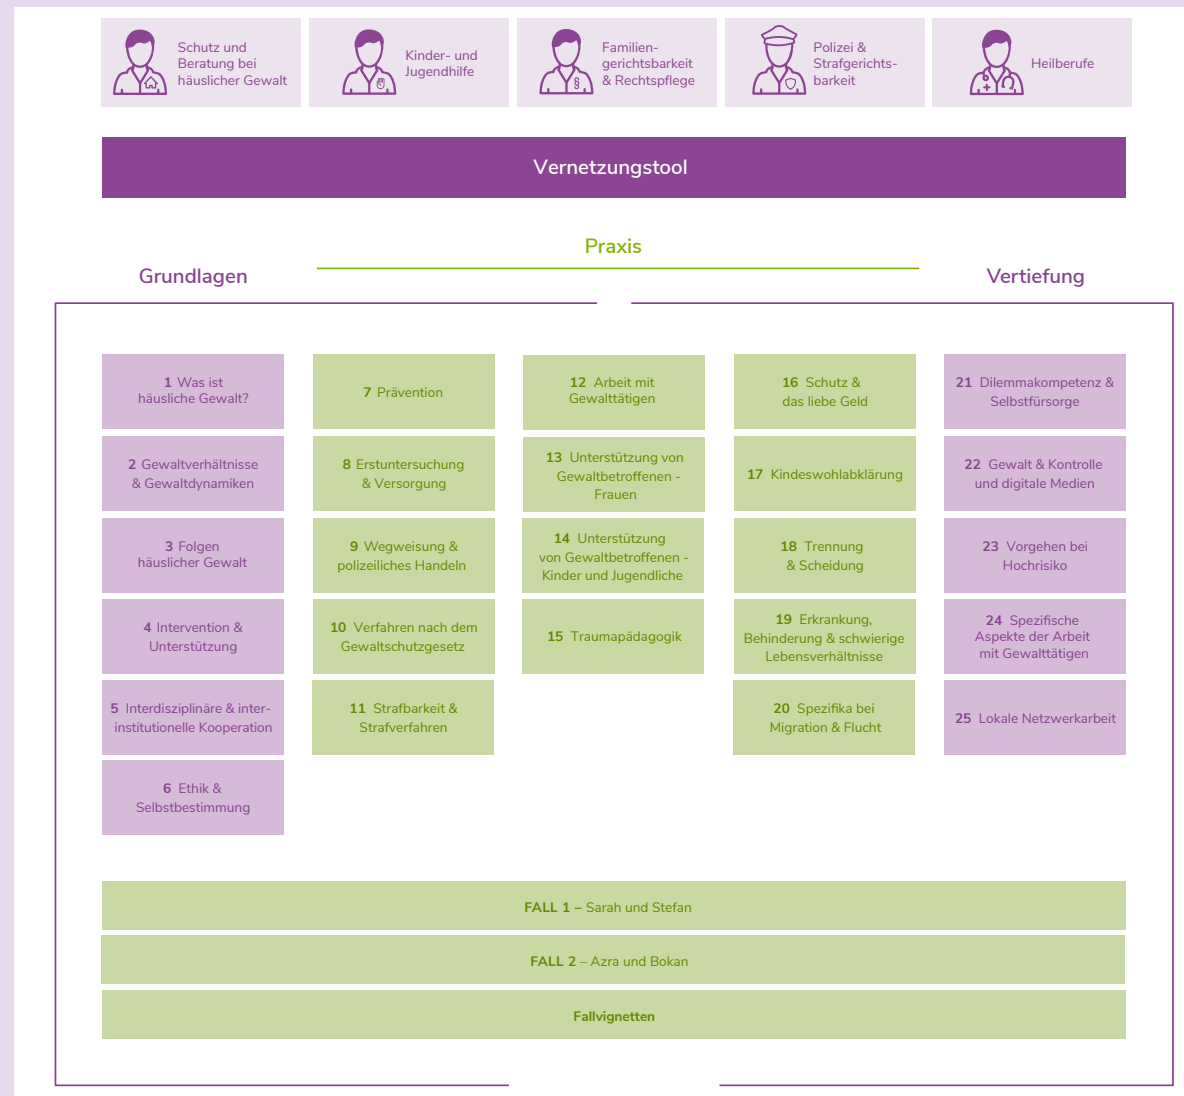 Schutz und
Beratung bei
häuslicher Gewalt
Kinder- und
Jugendhilfe
Familien-
gerichtsbarkeit
& Rechtspflege
Polizei &
Strafgerichts-
barkeit
Heilberufe
Vernetzungstool
Praxis
Grundlagen
Vertiefung
1 Was ist
häusliche Gewalt?
2 Gewaltverhältnisse
& Gewaltdynamiken
3 Folgen
häuslicher Gewalt
4 Intervention &
Unterstützung
5 Interdisziplinäre & inter-
institutionelle Kooperation
6 Ethik &
Selbstbestimmung
7 Prävention
8 Erstuntersuchung
& Versorgung
9 Wegweisung &
polizeiliches Handeln
10 Verfahren nach dem
Gewaltschutzgesetz
11 Strafbarkeit &
Strafverfahren
12 Arbeit mit
Gewalttätigen
13 Unterstützung von
Gewaltbetroffenen -
Frauen
14 Unterstützung
von Gewaltbetroffenen -
Kinder und Jugendliche
15 Traumapädagogik
16 Schutz &
das liebe Geld
17 Kindeswohlabklärung
18 Trennung
& Scheidung
19 Erkrankung,
Behinderung & schwierige
Lebensverhältnisse
20 Spezifika bei
Migration & Flucht
21 Dilemmakompetenz &
Selbstfürsorge
22 Gewalt & Kontrolle
und digitale Medien
23 Vorgehen bei
Hochrisiko
24 Spezifische
Aspekte der Arbeit
mit Gewalttätigen
25 Lokale Netzwerkarbeit
FALL 1 – Sarah und Stefan
FALL 2 – Azra und Bokan
Fallvignetten